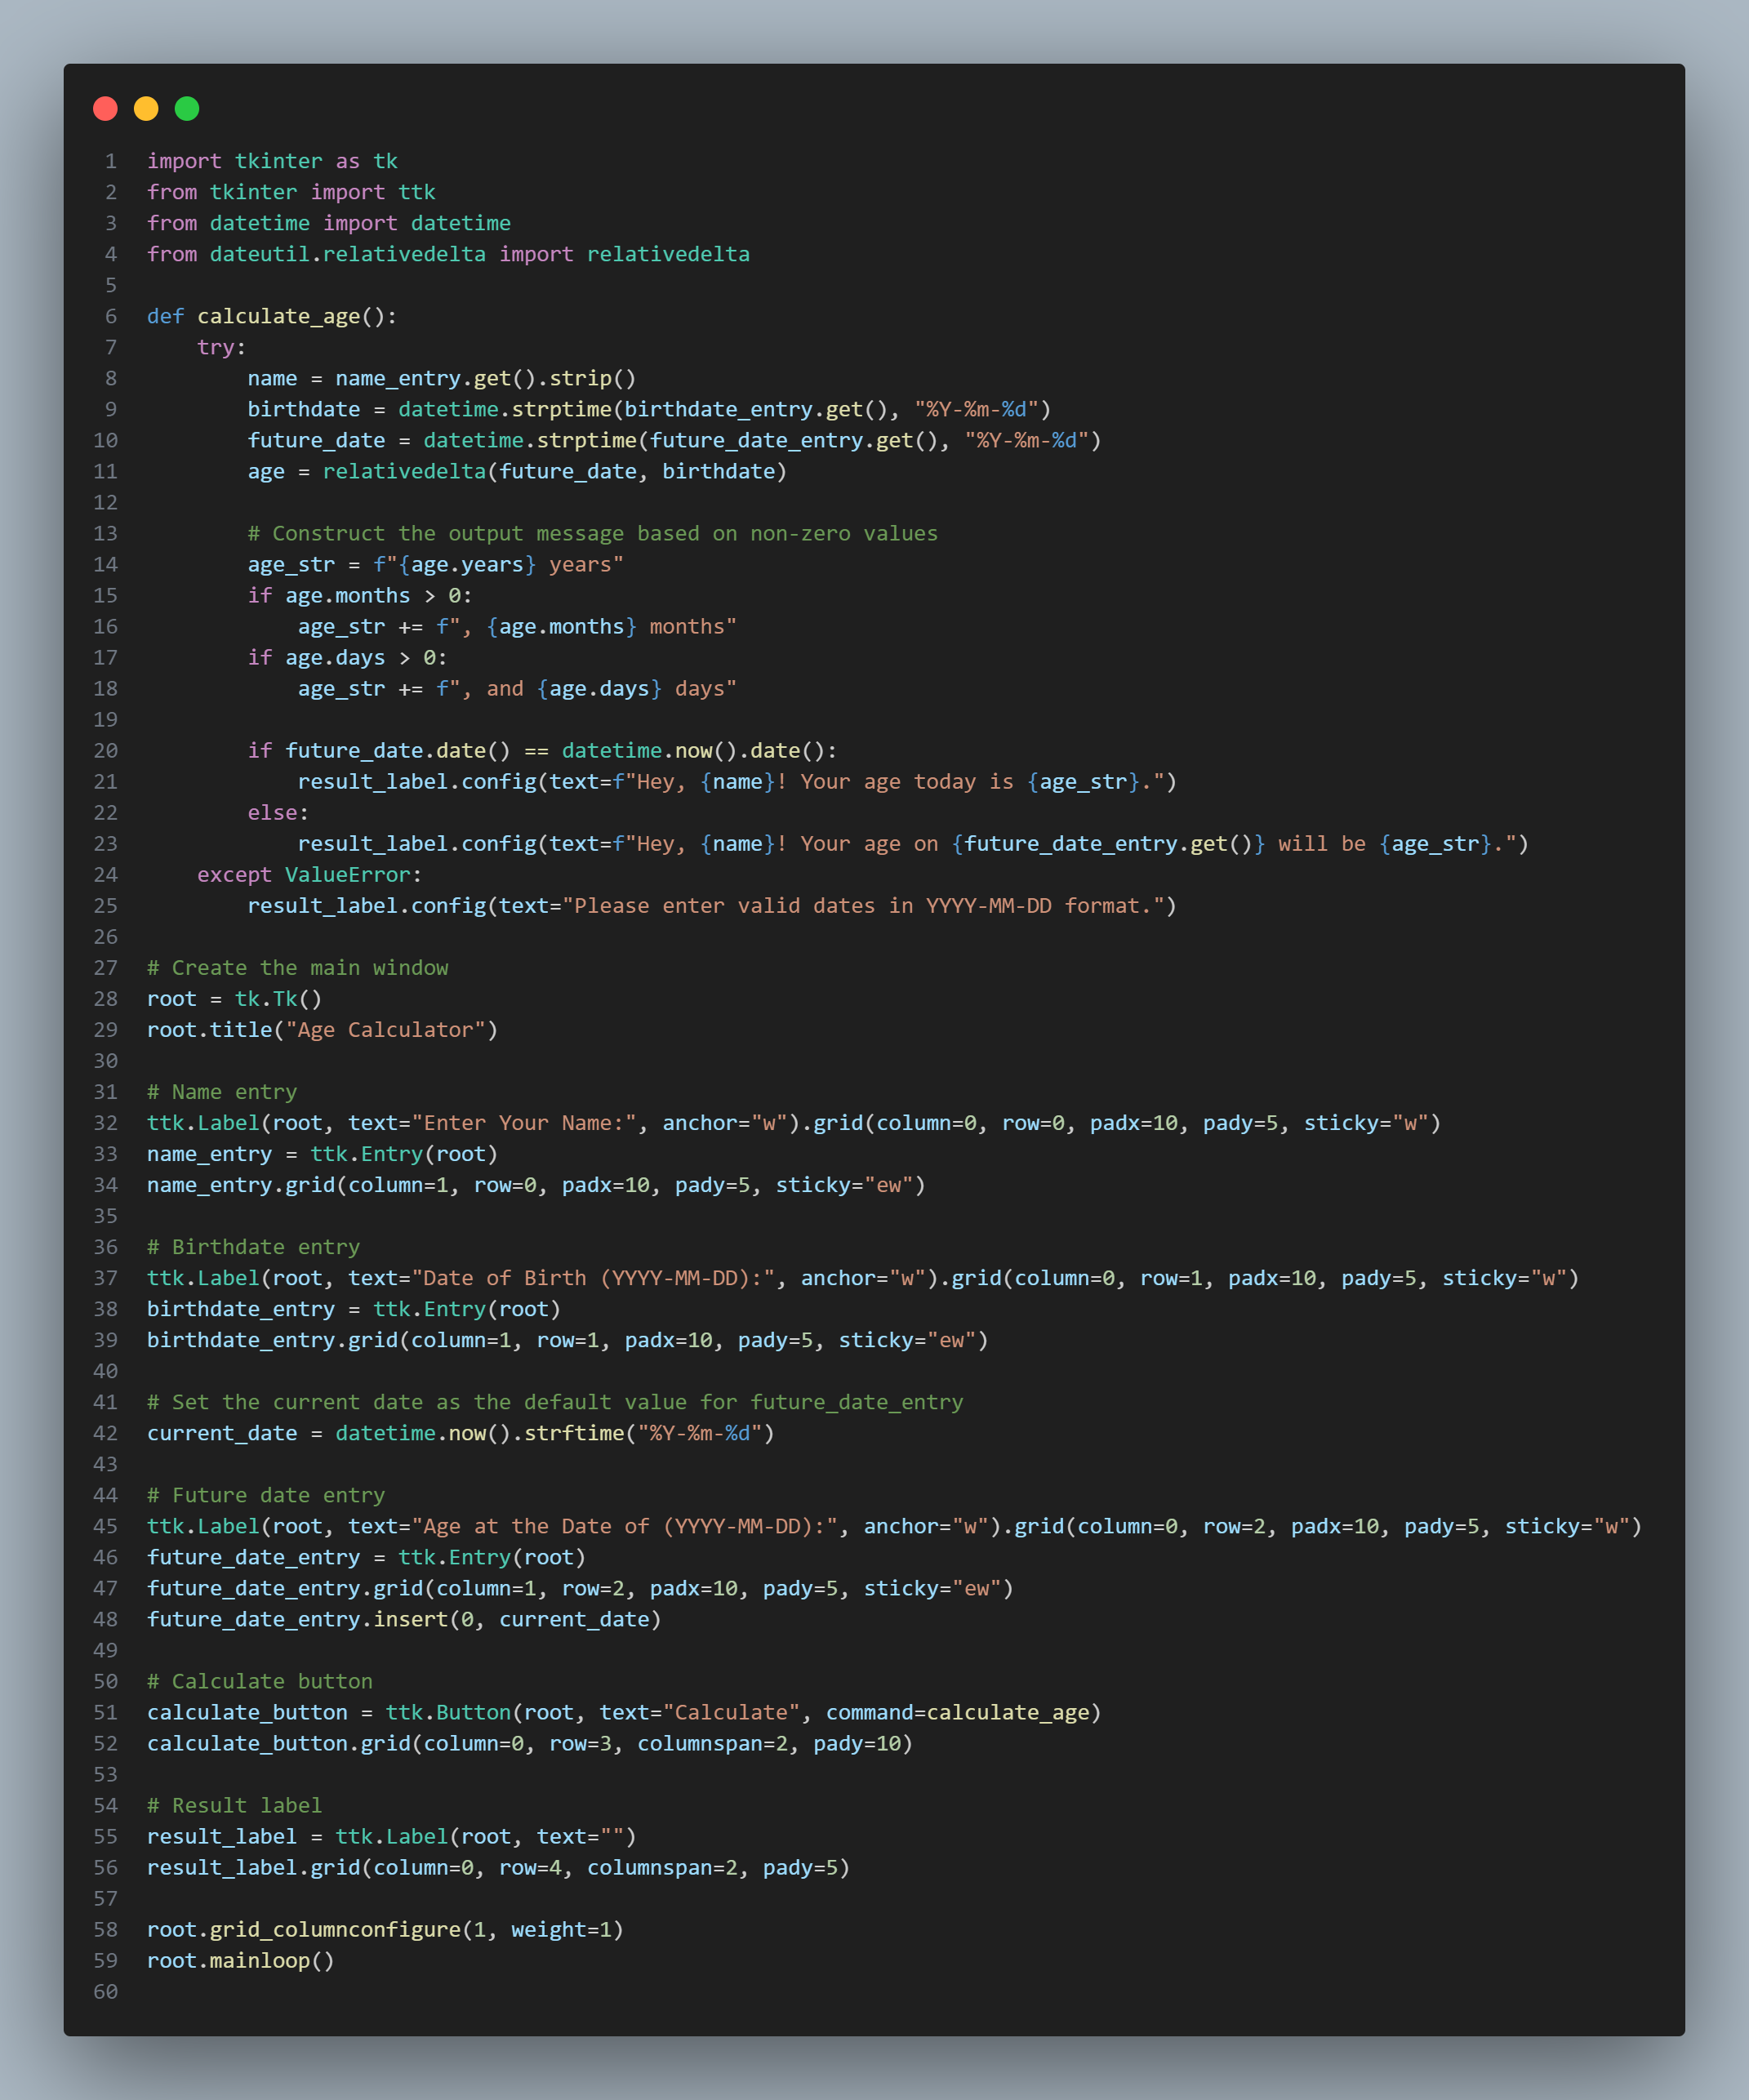 1 import tkinter as tk
2 from tkinter import ttk
3 from datetime import datetime
4 from dateutil.relativedelta import relativedelta
5
6 def calculate_age():
7     try:
8         name = name_entry.get().strip()
9         birthdate = datetime.strptime(birthdate_entry.get(), "%Y-%m-%d")
10         future_date = datetime.strptime(future_date_entry.get(), "%Y-%m-%d")
11         age = relativedelta(future_date, birthdate)
12
13         # Construct the output message based on non-zero values
14         age_str = f"{age.years} years"
15         if age.months > 0:
16             age_str += f", {age.months} months"
17         if age.days > 0:
18             age_str += f", and {age.days} days"
19
20         if future_date.date() == datetime.now().date():
21             result_label.config(text=f"Hey, {name}! Your age today is {age_str}.")
22         else:
23             result_label.config(text=f"Hey, {name}! Your age on {future_date_entry.get()} will be {age_str}.")
24     except ValueError:
25         result_label.config(text="Please enter valid dates in YYYY-MM-DD format.")
26
27 # Create the main window
28 root = tk.Tk()
29 root.title("Age Calculator")
30
31 # Name entry
32 ttk.Label(root, text="Enter Your Name:", anchor="w").grid(column=0, row=0, padx=10, pady=5, sticky="w")
33 name_entry = ttk.Entry(root)
34 name_entry.grid(column=1, row=0, padx=10, pady=5, sticky="ew")
35
36 # Birthdate entry
37 ttk.Label(root, text="Date of Birth (YYYY-MM-DD):", anchor="w").grid(column=0, row=1, padx=10, pady=5, sticky="w")
38 birthdate_entry = ttk.Entry(root)
39 birthdate_entry.grid(column=1, row=1, padx=10, pady=5, sticky="ew")
40
41 # Set the current date as the default value for future_date_entry
42 current_date = datetime.now().strftime("%Y-%m-%d")
43
44 # Future date entry
45 ttk.Label(root, text="Age at the Date of (YYYY-MM-DD):", anchor="w").grid(column=0, row=2, padx=10, pady=5, sticky="w")
46 future_date_entry = ttk.Entry(root)
47 future_date_entry.grid(column=1, row=2, padx=10, pady=5, sticky="ew")
48 future_date_entry.insert(0, current_date)
49
50 # Calculate button
51 calculate_button = ttk.Button(root, text="Calculate", command=calculate_age)
52 calculate_button.grid(column=0, row=3, columnspan=2, pady=10)
53
54 # Result label
55 result_label = ttk.Label(root, text="")
56 result_label.grid(column=0, row=4, columnspan=2, pady=5)
57
58 root.grid_columnconfigure(1, weight=1)
59 root.mainloop()
60